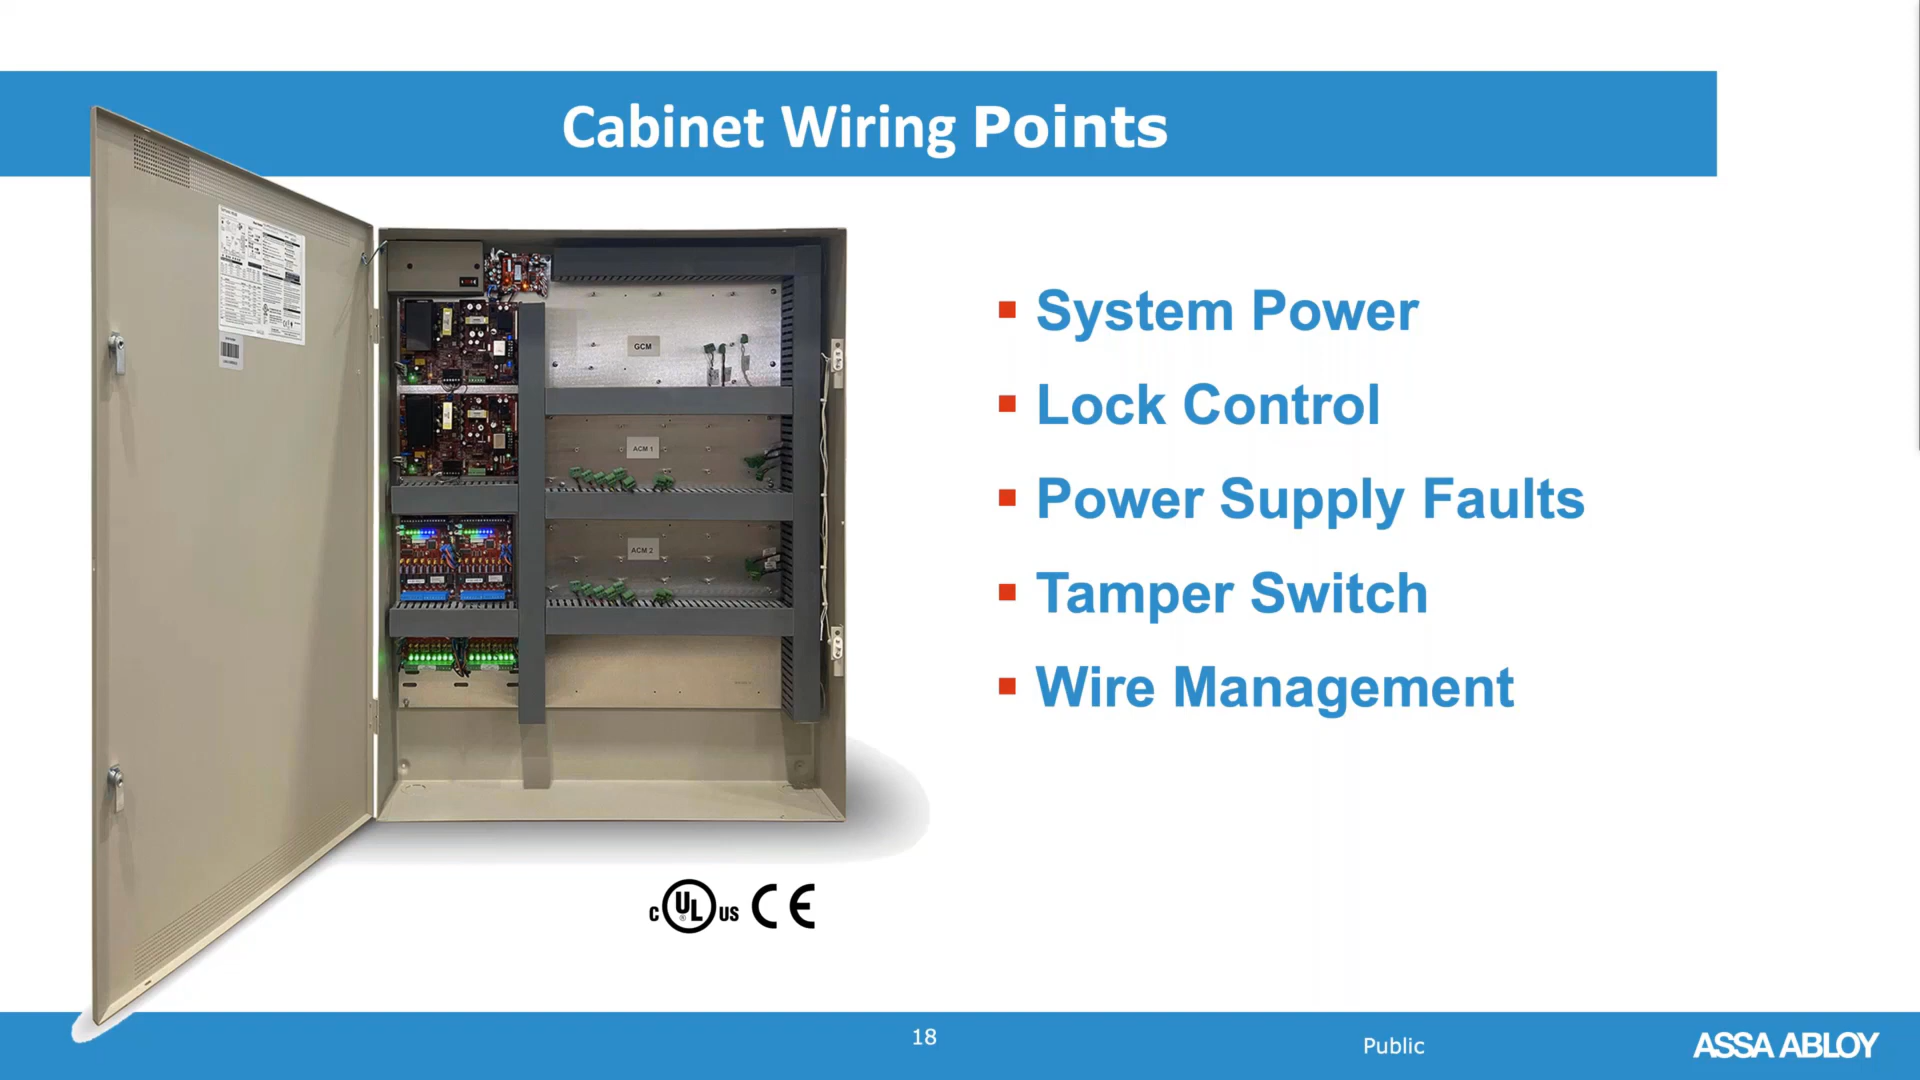 Cabinet Wiring Points
GCM
ACM 1
ACM 2
System Power
Lock Control
Power Supply Faults
Tamper Switch
Wire Management
C UL US CE
18
Public
ASSA ABLOY